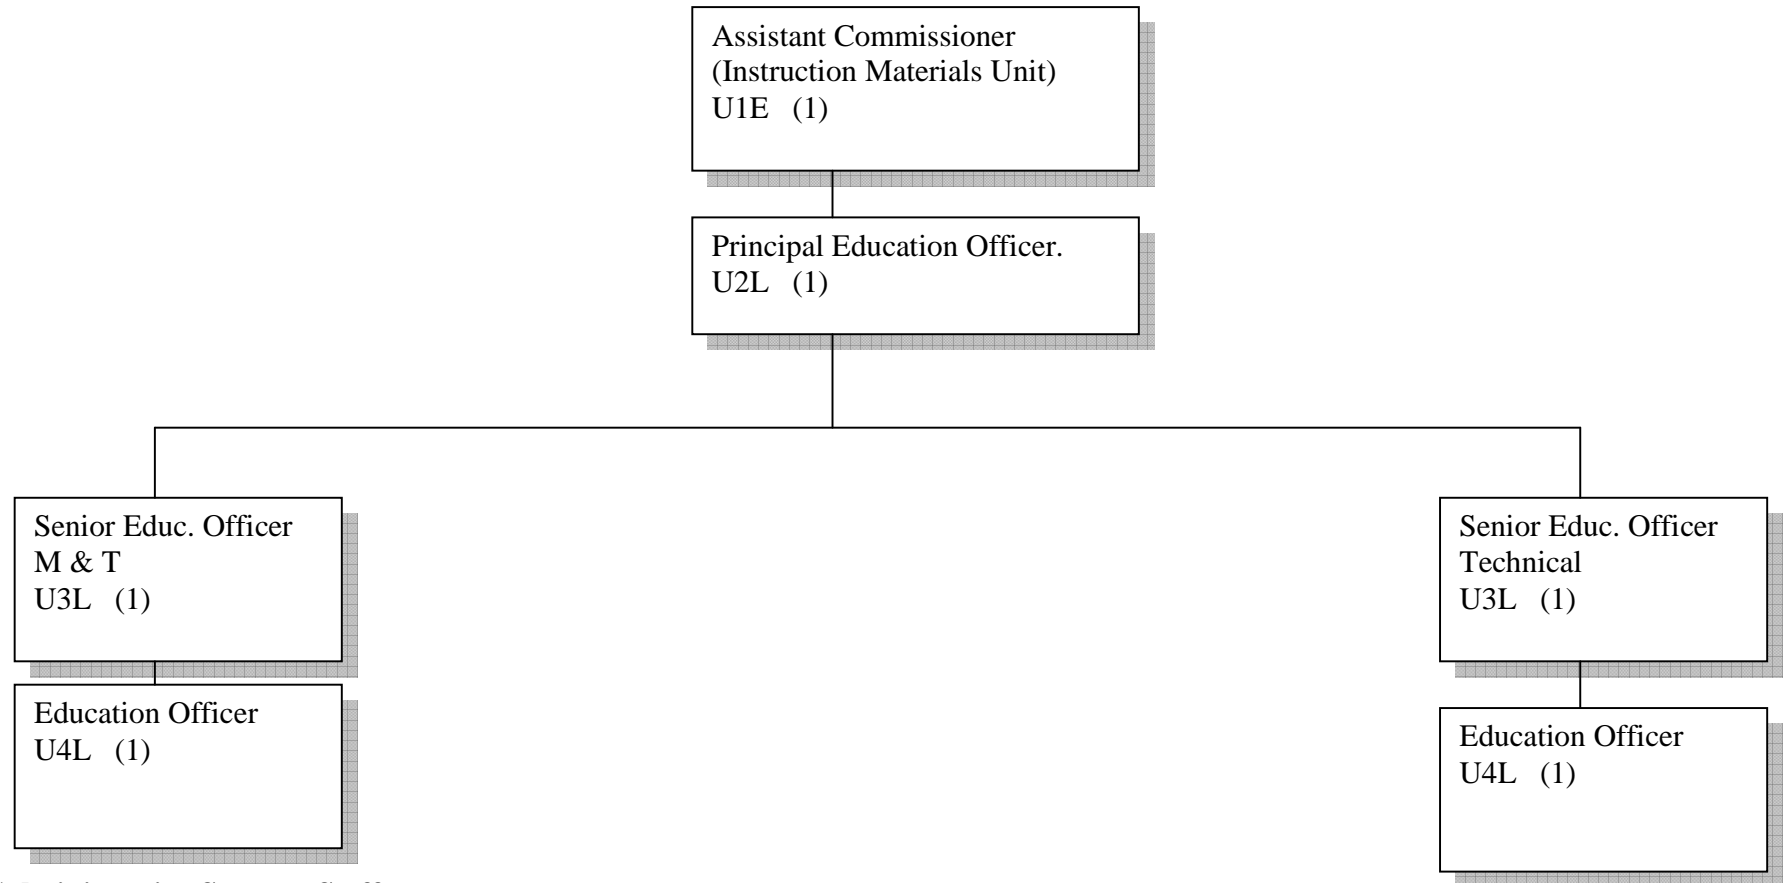 Assistant Commissioner
(Instruction Materials Unit)
U1E (1)
Principal Education Officer.
U2L (1)
Senior Educ. Officer
M & T
U3L (1)
Senior Educ. Officer
Technical
U3L (1)
Education Officer
U4L (1)
Education Officer
U4L (1)